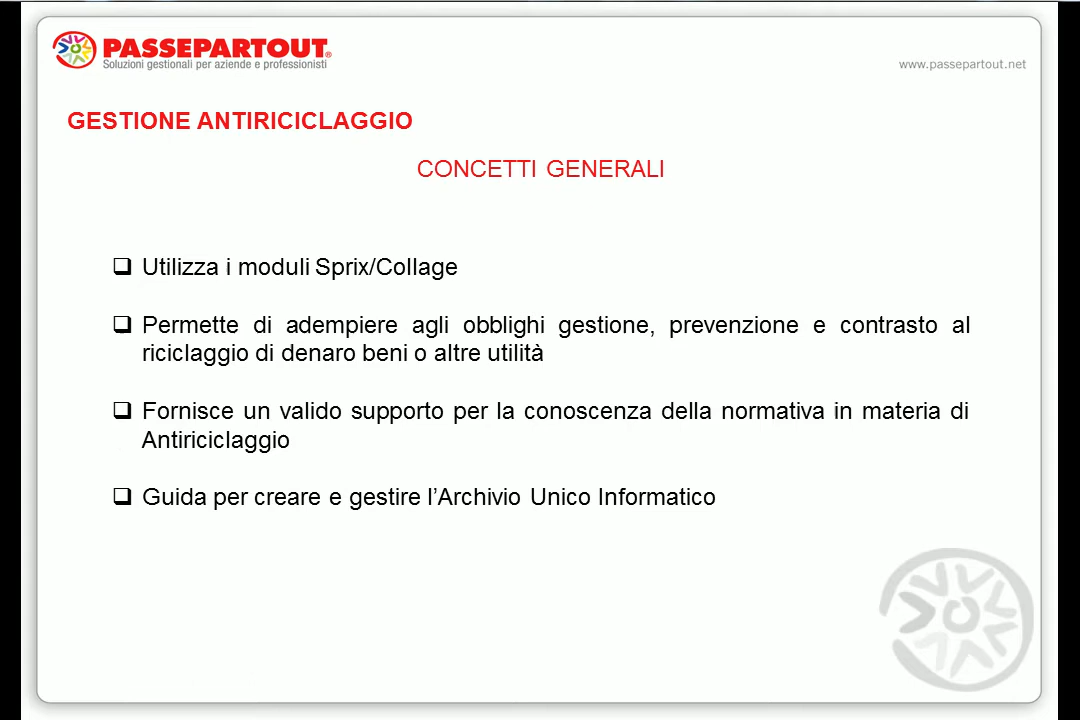 PASSEPARTOUT®
Soluzioni gestionali per aziende e professionisti
www.passepartout.net
GESTIONE ANTIRICICLAGGIO
CONCETTI GENERALI
Utilizza i moduli Sprix/Collage
Permette di adempiere agli obblighi gestione, prevenzione e contrasto al
riciclaggio di denaro beni o altre utilità
Fornisce un valido supporto per la conoscenza della normativa in materia di
Antiriciclaggio
Guida per creare e gestire l’Archivio Unico Informatico